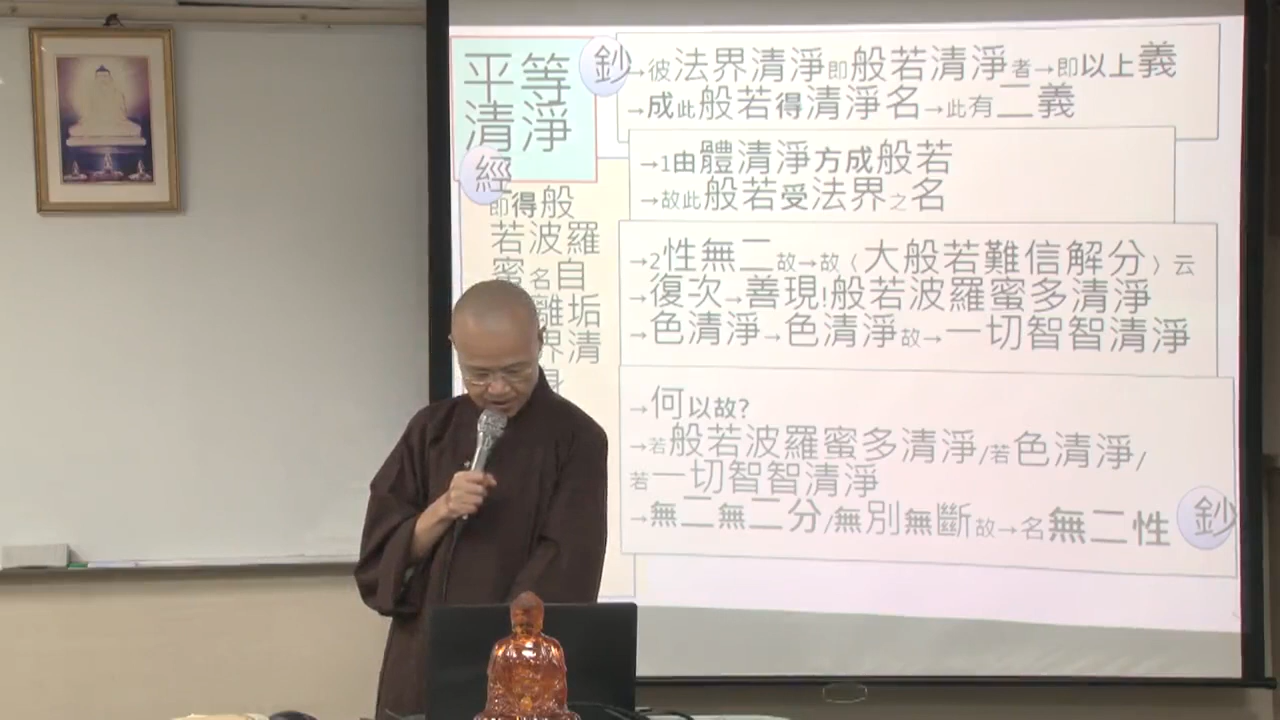 平等
清淨
經
即得般
若波羅
蜜名自
離垢
界清
鈔
→彼法界清淨即般若清淨者→即以上義
→成此般若得清淨名→此有二義
→1由體清淨方成般若
→故此般若受法界之名
→2性無二故→故〈大般若難信解分〉云
→復次→善現!般若波羅蜜多清淨
→色清淨→色清淨故→一切智智清淨
→何以故?
→若般若波羅蜜多清淨/若色清淨/
若一切智智清淨
→無二無二分/無別無斷故→名無二性
鈔